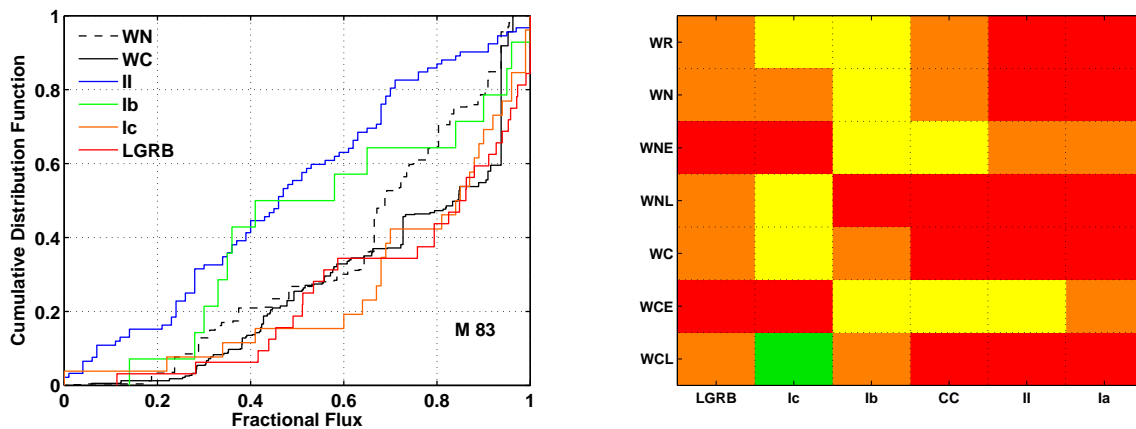 Cumulative Distribution Function
1
0.8
0.6
0.4
0.2
0
0
0.2
0.4
0.6
0.8
1
Fractional Flux
WN
WC
II
Ib
Ic
LGRB
M 83
WR
WN
WNE
WNL
WC
WCE
WCL
LGRB
Ic
Ib
CC
II
Ia